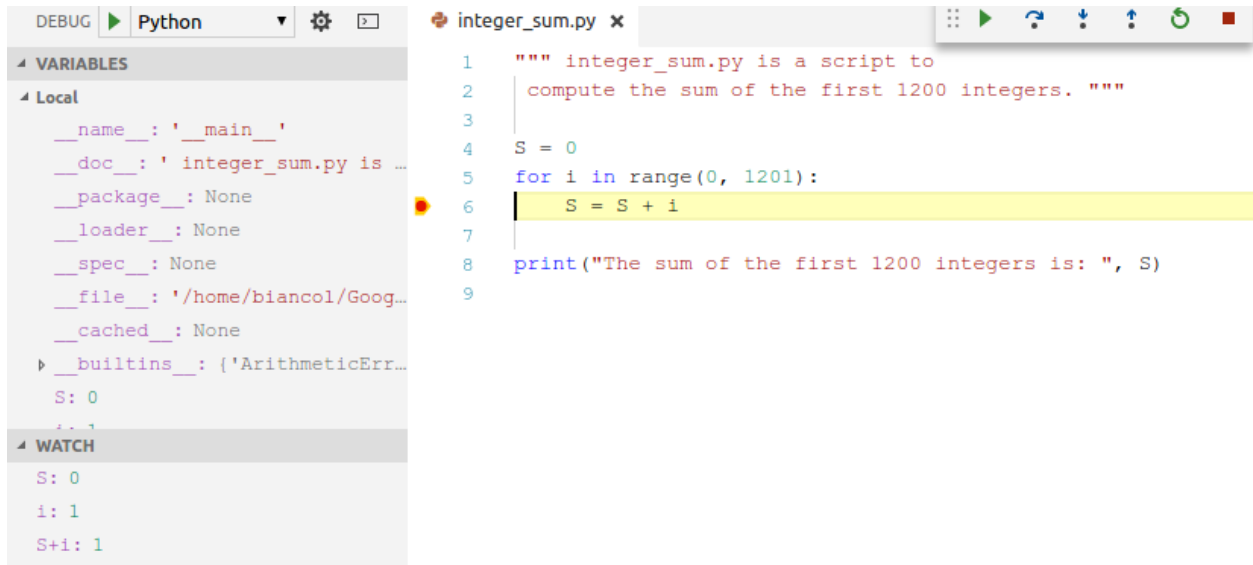 DEBUG Python
VARIABLES
Local
__name__: '__main__'
__doc__: ' integer_sum.py is …
__package__: None
__loader__: None
__spec__: None
__file__: '/home/biancol/Goog…
__cached__: None
__builtins__: {'ArithmeticErr…
S: 0
WATCH
S: 0
i: 1
S+i: 1
integer_sum.py
1 """ integer_sum.py is a script to
2 compute the sum of the first 1200 integers. """
3
4 S = 0
5 for i in range(0, 1201):
6 S = S + i
7
8 print("The sum of the first 1200 integers is: ", S)
9